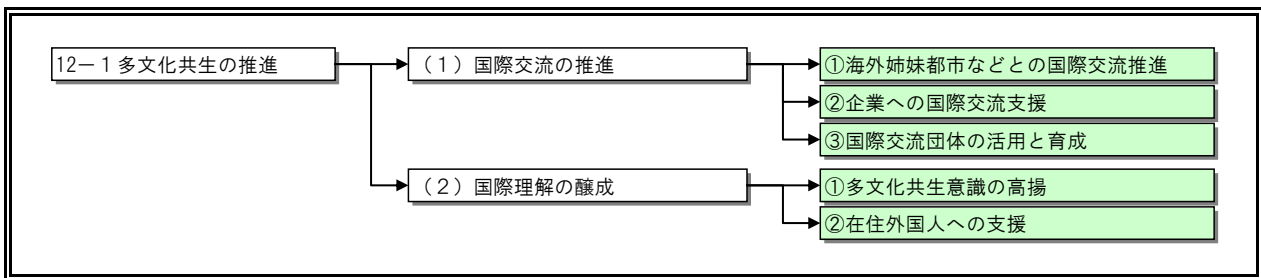 12－１多文化共生の推進
（１）国際交流の推進
①海外姉妹都市などとの国際交流推進
②企業への国際交流支援
③国際交流団体の活用と育成
（２）国際理解の醸成
①多文化共生意識の高揚
②在住外国人への支援